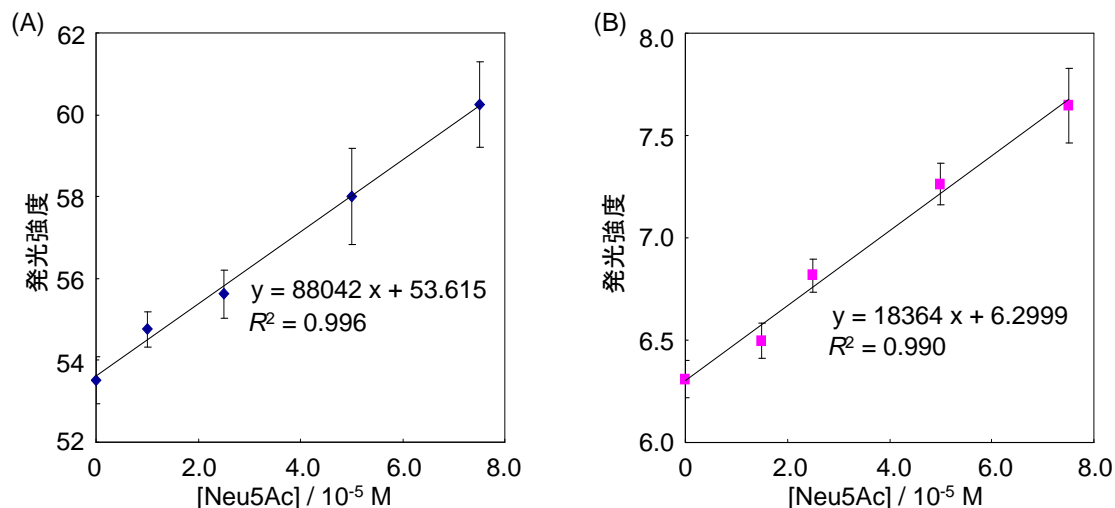 (A)
62
60
58
56
54
52
発光強度
y = 88042 x + 53.615
R² = 0.996
0 2.0 4.0 6.0 8.0
[Neu5Ac] / 10⁻⁵ M
(B)
8.0
7.5
7.0
6.5
6.0
発光強度
y = 18364 x + 6.2999
R² = 0.990
0 2.0 4.0 6.0 8.0
[Neu5Ac] / 10⁻⁵ M